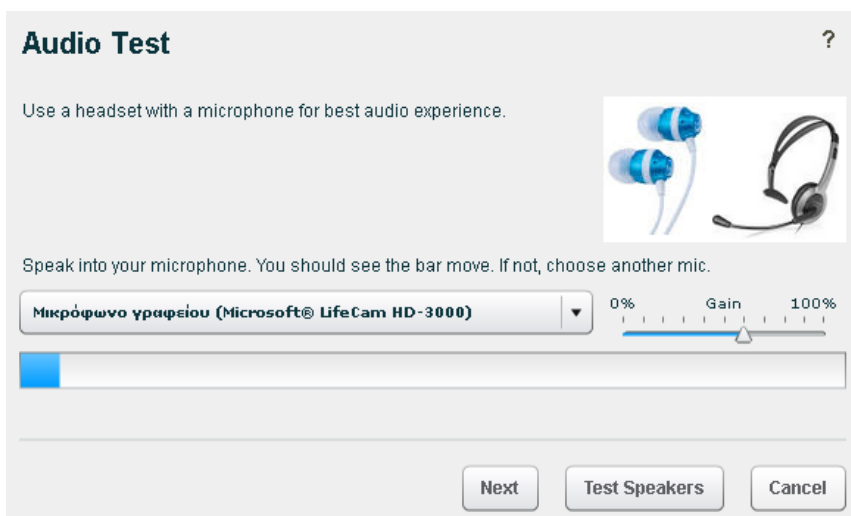 Audio Test
?
Use a headset with a microphone for best audio experience.
Speak into your microphone. You should see the bar move. If not, choose another mic.
Μικρόφωνο γραφείου (Microsoft® LifeCam HD-3000)
0% Gain 100%
Next Test Speakers Cancel